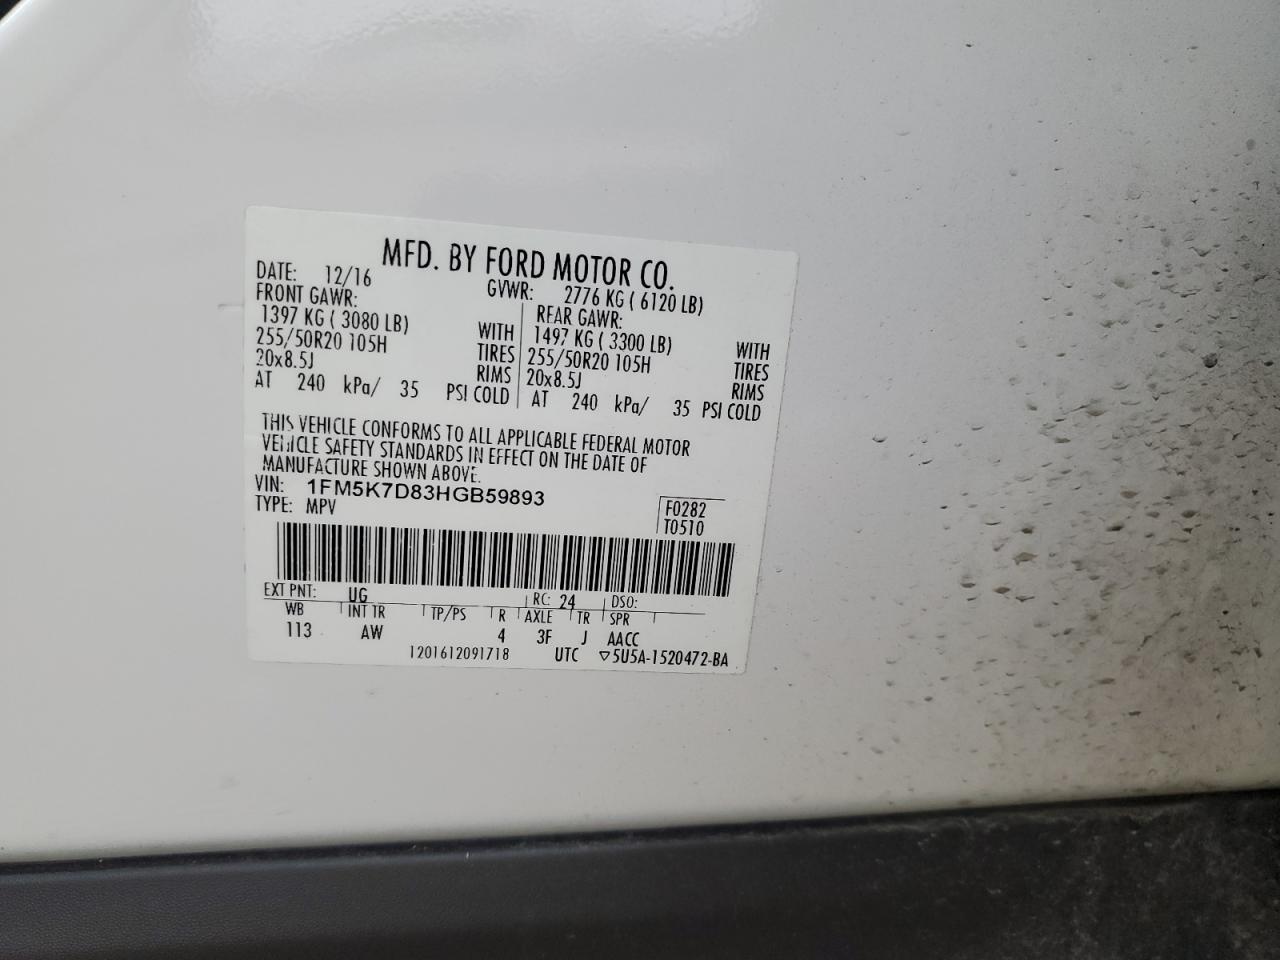 MFD. BY FORD MOTOR CO.
DATE: 12/16 GVWR: 2776 KG ( 6120 LB)
FRONT GAWR: REAR GAWR:
1397 KG ( 3080 LB) WITH 1497 KG ( 3300 LB) WITH
255/50R20 105H TIRES 255/50R20 105H TIRES
20x8.5J RIMS 20x8.5J RIMS
AT 240 kPa/ 35 PSI COLD AT 240 kPa/ 35 PSI COLD
THIS VEHICLE CONFORMS TO ALL APPLICABLE FEDERAL MOTOR
VEHICLE SAFETY STANDARDS IN EFFECT ON THE DATE OF
MANUFACTURE SHOWN ABOVE.
VIN: 1FM5K7D83HGB59893 F0282
TYPE: MPV T0510
EXT PNT: UG RC: 24 DSO:
WB INT TR TP/PS R AXLE TR SPR
113 AW 4 3F J AACC
1201612091718 UTC ▽5U5A-1520472-BA